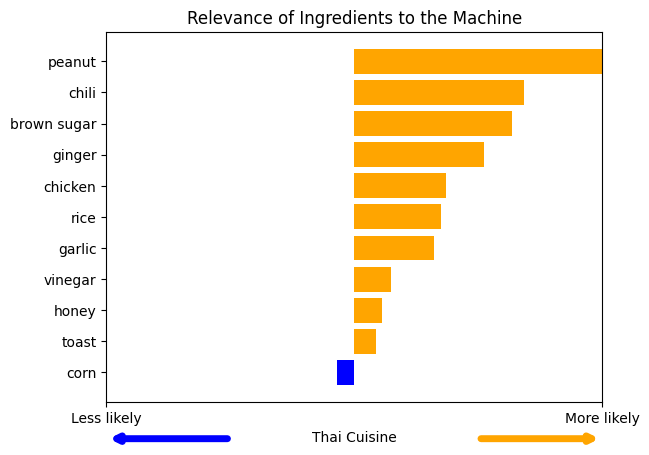 Relevance of Ingredients to the Machine
peanut
chili
brown sugar
ginger
chicken
rice
garlic
vinegar
honey
toast
corn
Less likely More likely
Thai Cuisine